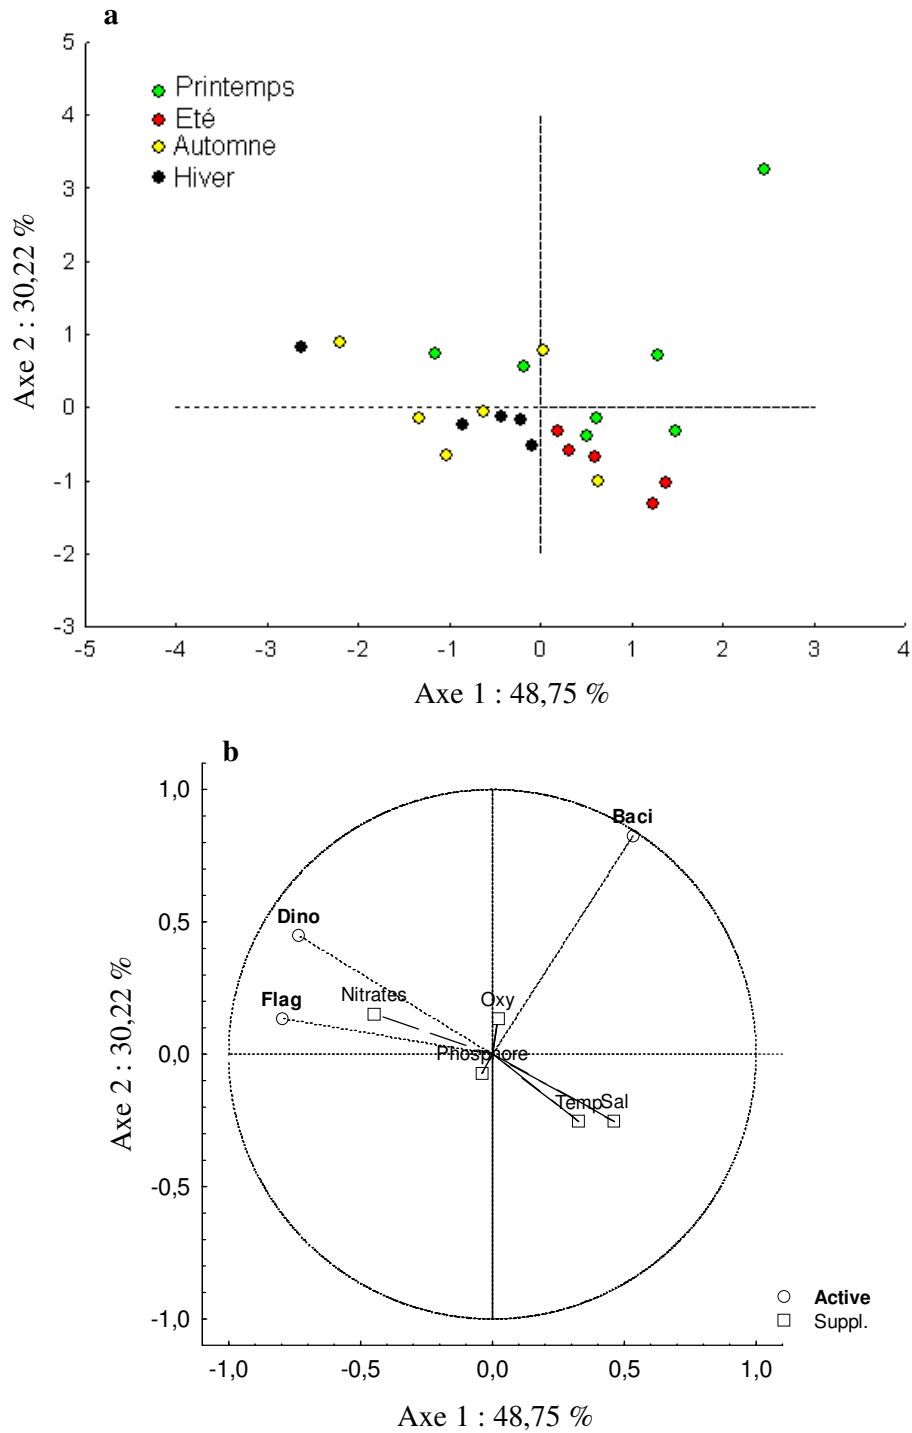 a
5
4
3
2
1
0
-1
-2
-3
Printemps
Eté
Automne
Hiver
Axe 2 : 30,22 %
-5 -4 -3 -2 -1 0 1 2 3 4
Axe 1 : 48,75 %
b
1,0
0,5
0,0
-0,5
-1,0
Baci
Dino
Flag
Nitrates
Oxy
Phosphore
Temp Sal
Axe 2 : 30,22 %
Active
Suppl.
-1,0 -0,5 0,0 0,5 1,0
Axe 1 : 48,75 %